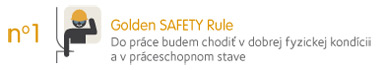 nº1
Golden SAFETY Rule
Do práce budem chodiť v dobrej fyzickej kondícii
a v práceschopnom stave